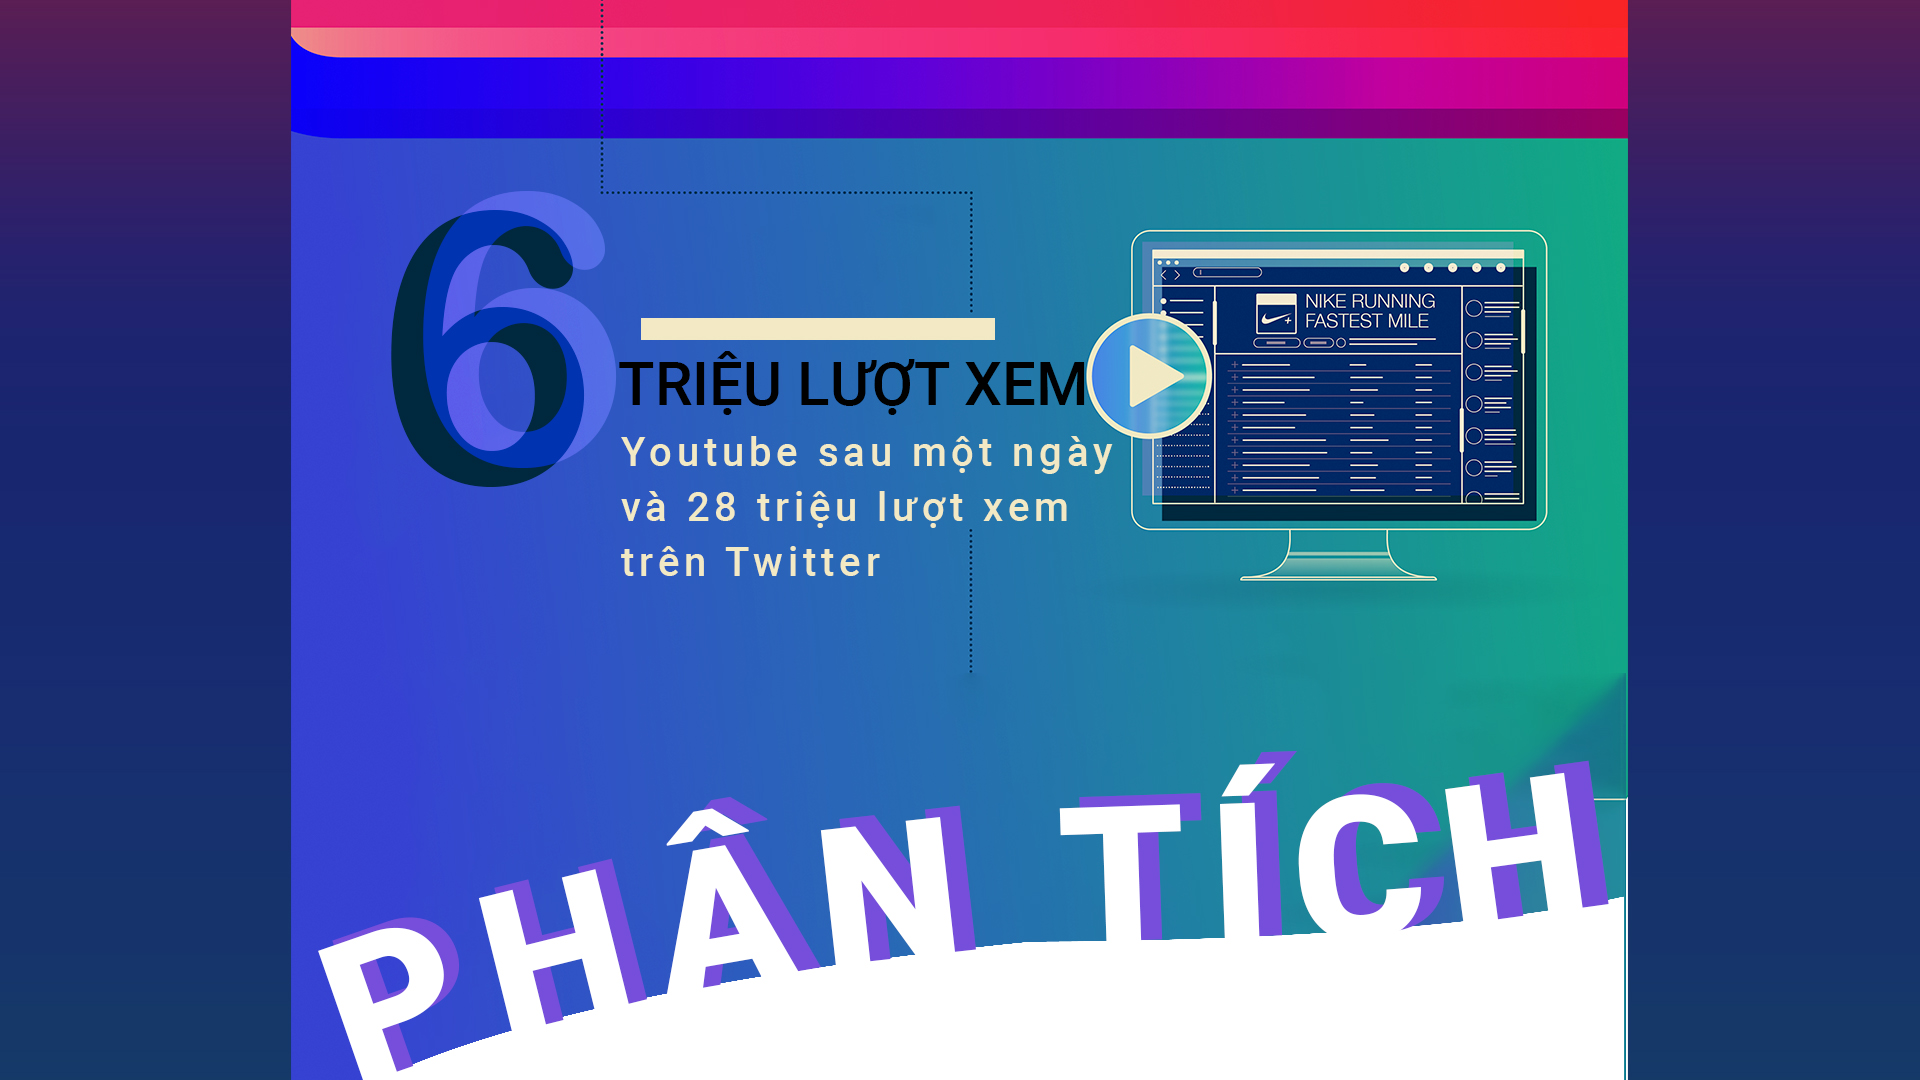 6
TRIỆU LƯỢT XEM
Youtube sau một ngày
và 28 triệu lượt xem
trên Twitter
NIKE RUNNING
FASTEST MILE
PHÂN TÍCH